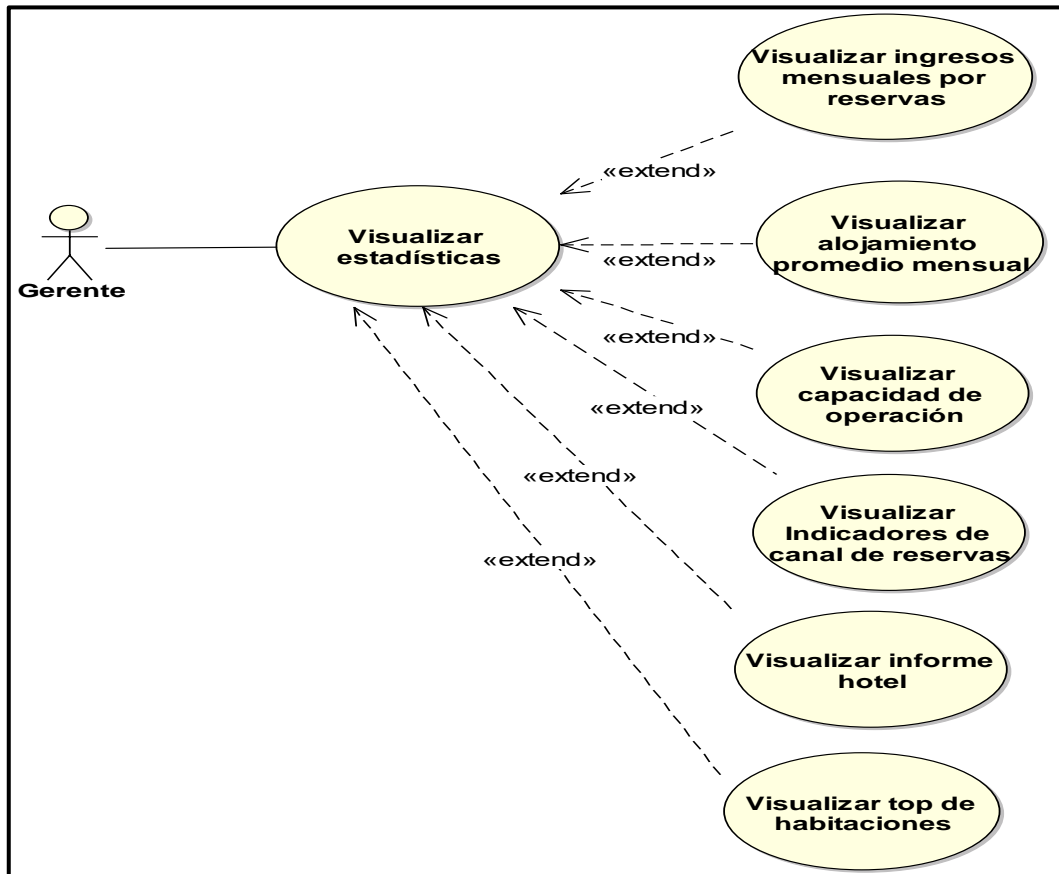 Visualizar ingresos
mensuales por
reservas
«extend»
Visualizar
estadísticas
Gerente
Visualizar
alojamiento
promedio mensual
«extend»
Visualizar
capacidad de
operación
«extend»
Visualizar
Indicadores de
canal de reservas
«extend»
Visualizar informe
hotel
«extend»
Visualizar top de
habitaciones
«extend»